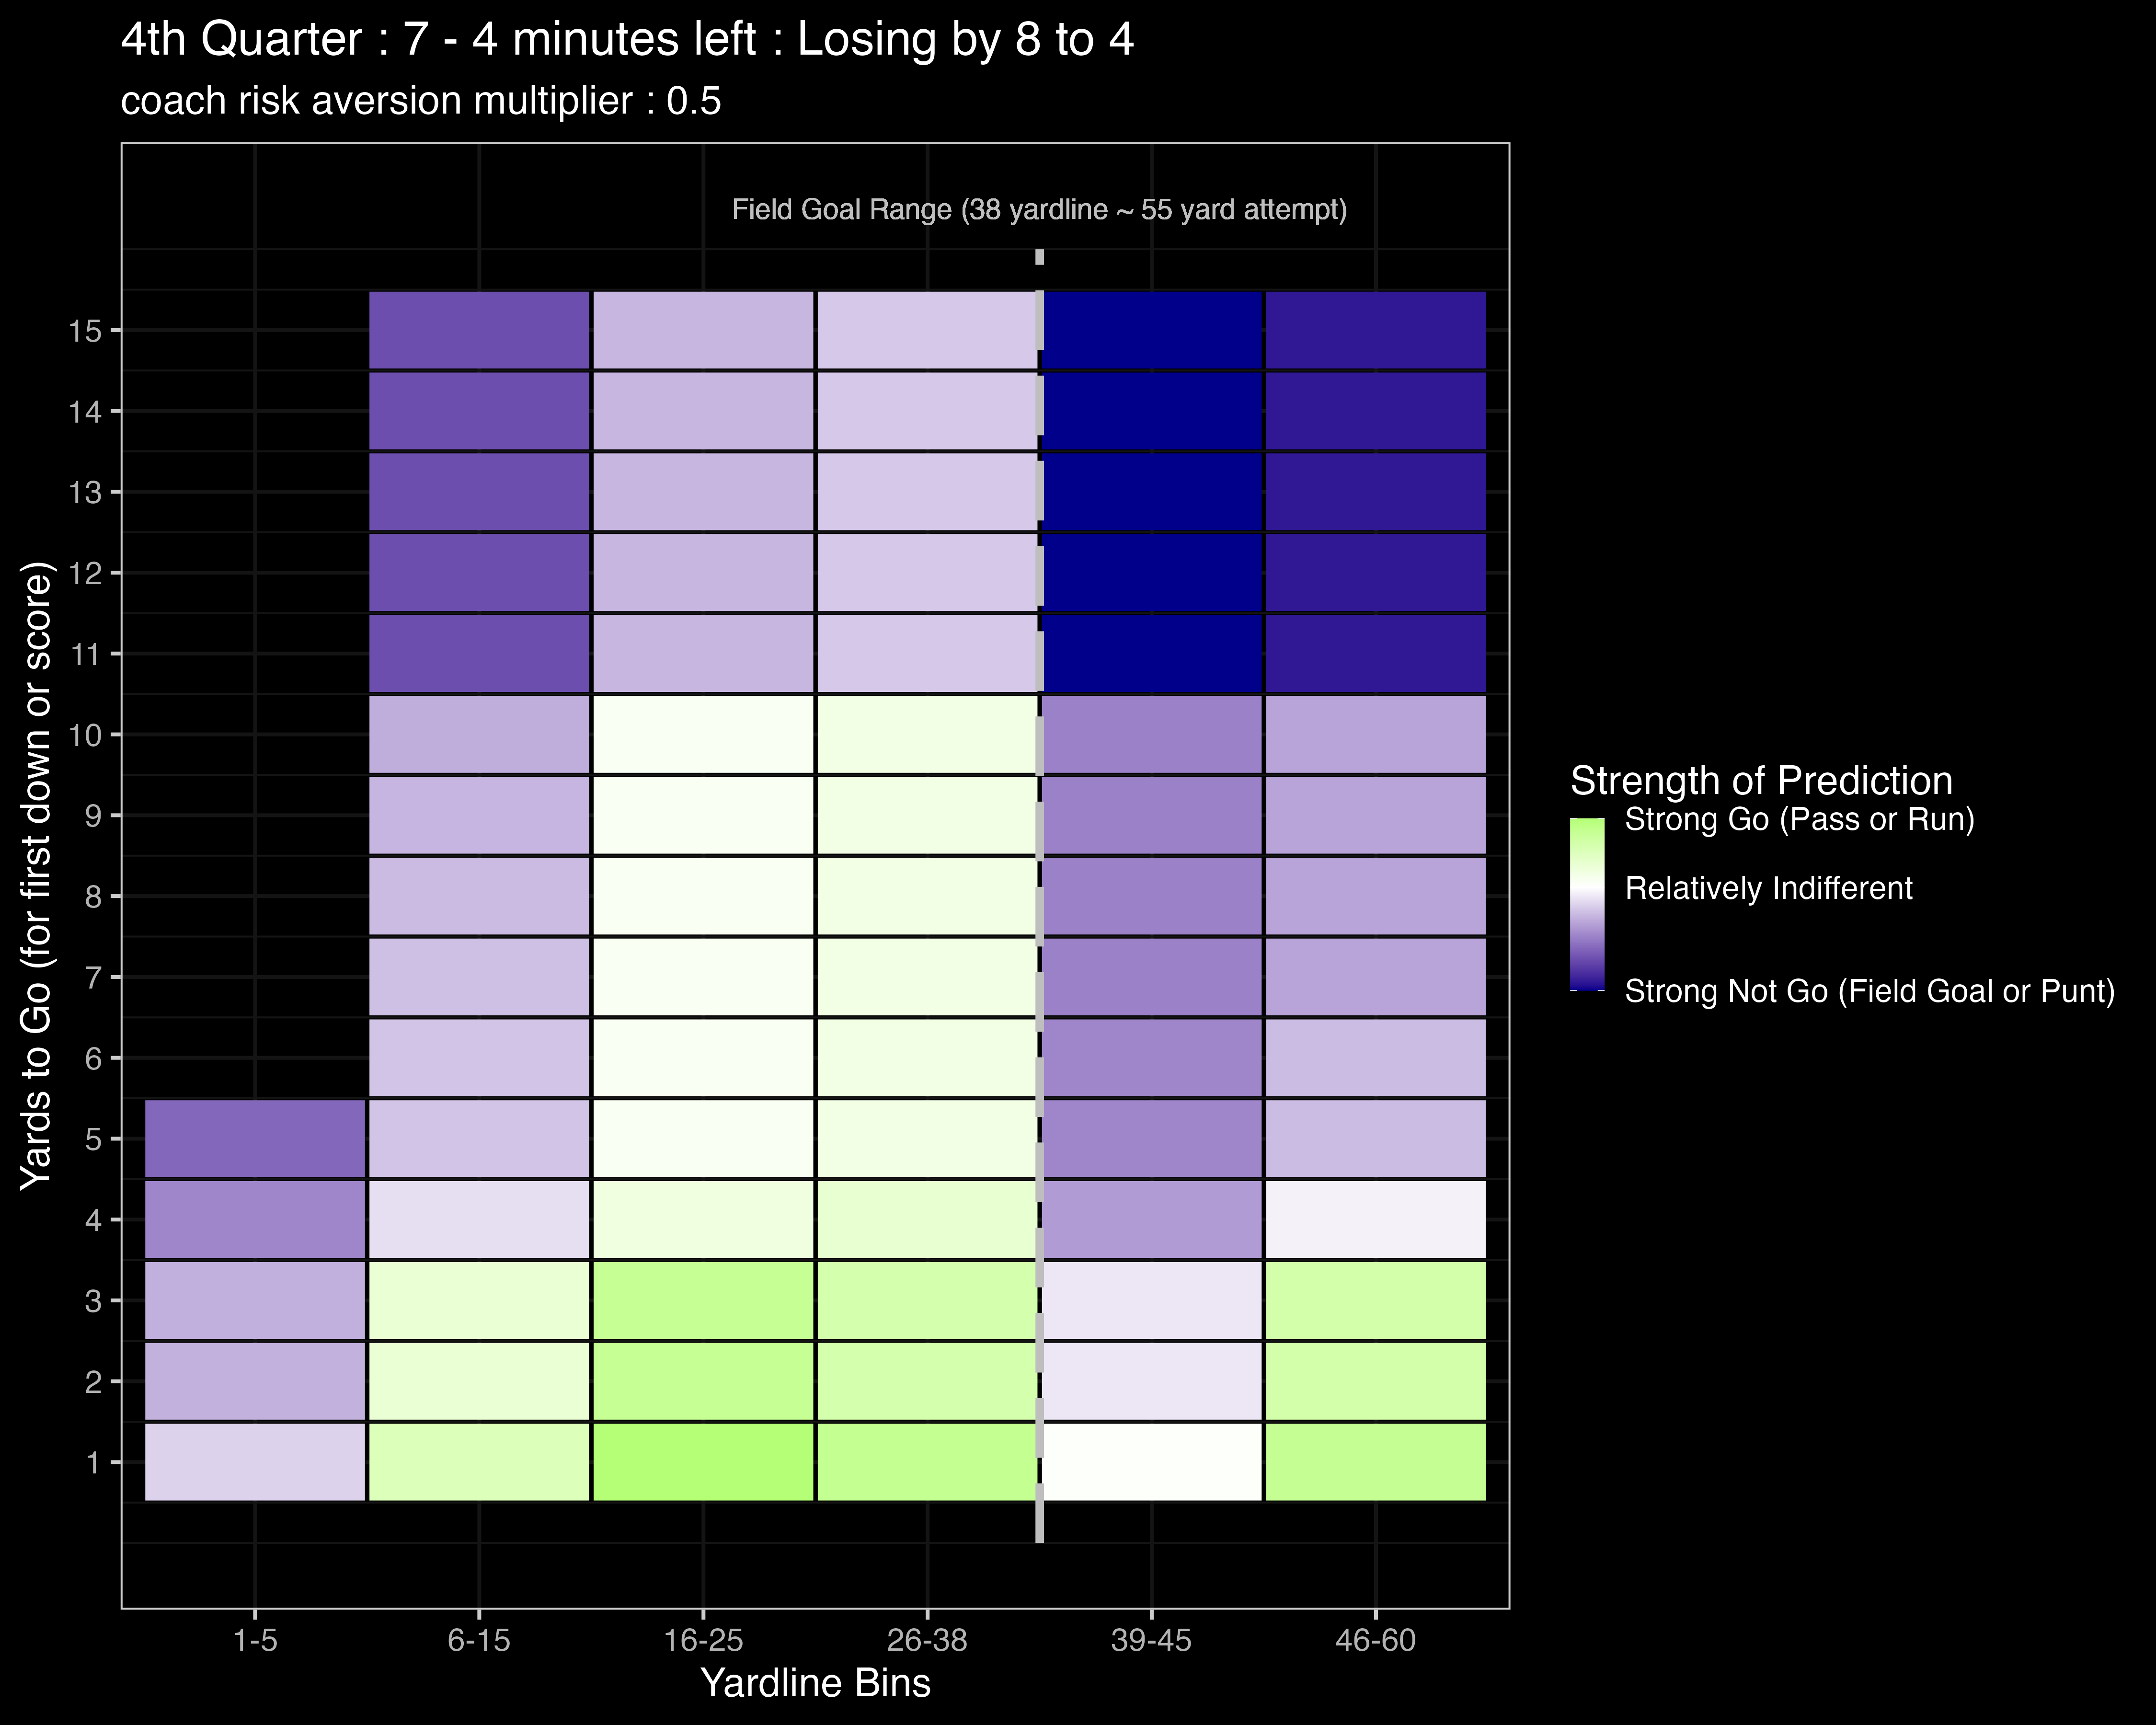 4th Quarter : 7 - 4 minutes left : Losing by 8 to 4
coach risk aversion multiplier : 0.5
Field Goal Range (38 yardline ~ 55 yard attempt)
Yards to Go (for first down or score)
15
14
13
12
11
10
9
8
7
6
5
4
3
2
1
1-5
6-15
16-25
26-38
39-45
46-60
Yardline Bins
Strength of Prediction
Strong Go (Pass or Run)
Relatively Indifferent
Strong Not Go (Field Goal or Punt)